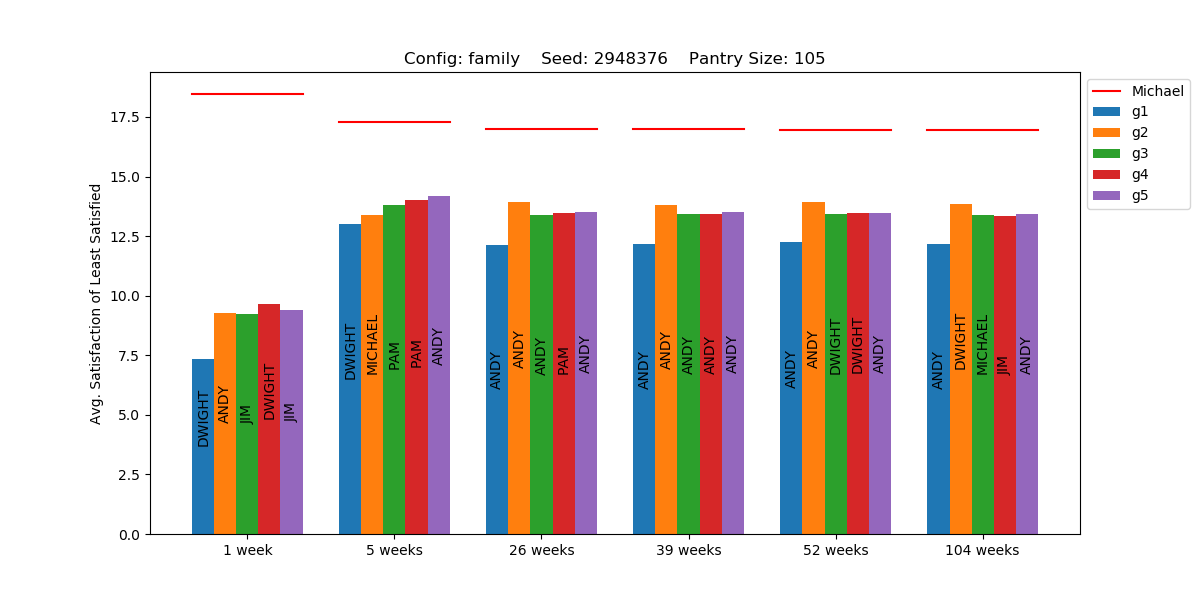 Config: family    Seed: 2948376    Pantry Size: 105
Avg. Satisfaction of Least Satisfied
17.5
15.0
12.5
10.0
7.5
5.0
2.5
0.0
DWIGHT
ANDY
JIM
DWIGHT
JIM
DWIGHT
MICHAEL
PAM
PAM
ANDY
ANDY
ANDY
ANDY
PAM
ANDY
ANDY
ANDY
ANDY
ANDY
ANDY
ANDY
ANDY
DWIGHT
DWIGHT
ANDY
ANDY
DWIGHT
MICHAEL
JIM
ANDY
1 week
5 weeks
26 weeks
39 weeks
52 weeks
104 weeks
Michael
g1
g2
g3
g4
g5